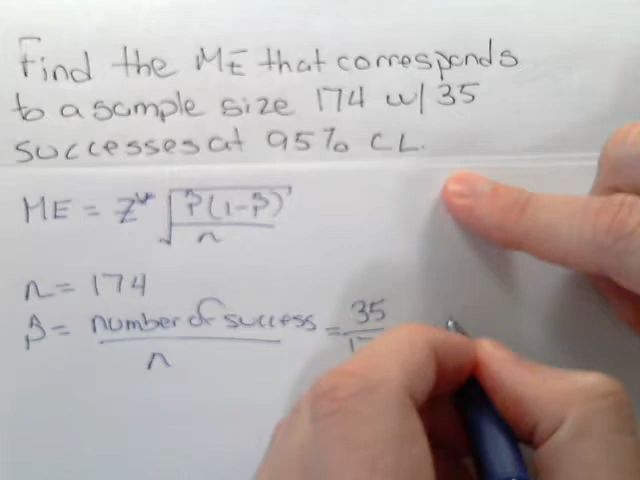 Find the ME that corresponds
to a sample size 174 w/ 35
successes at 95% CL.
ME = Z* √(p̂(1-p̂)/n)
n = 174
p̂ = number of success/n = 35/